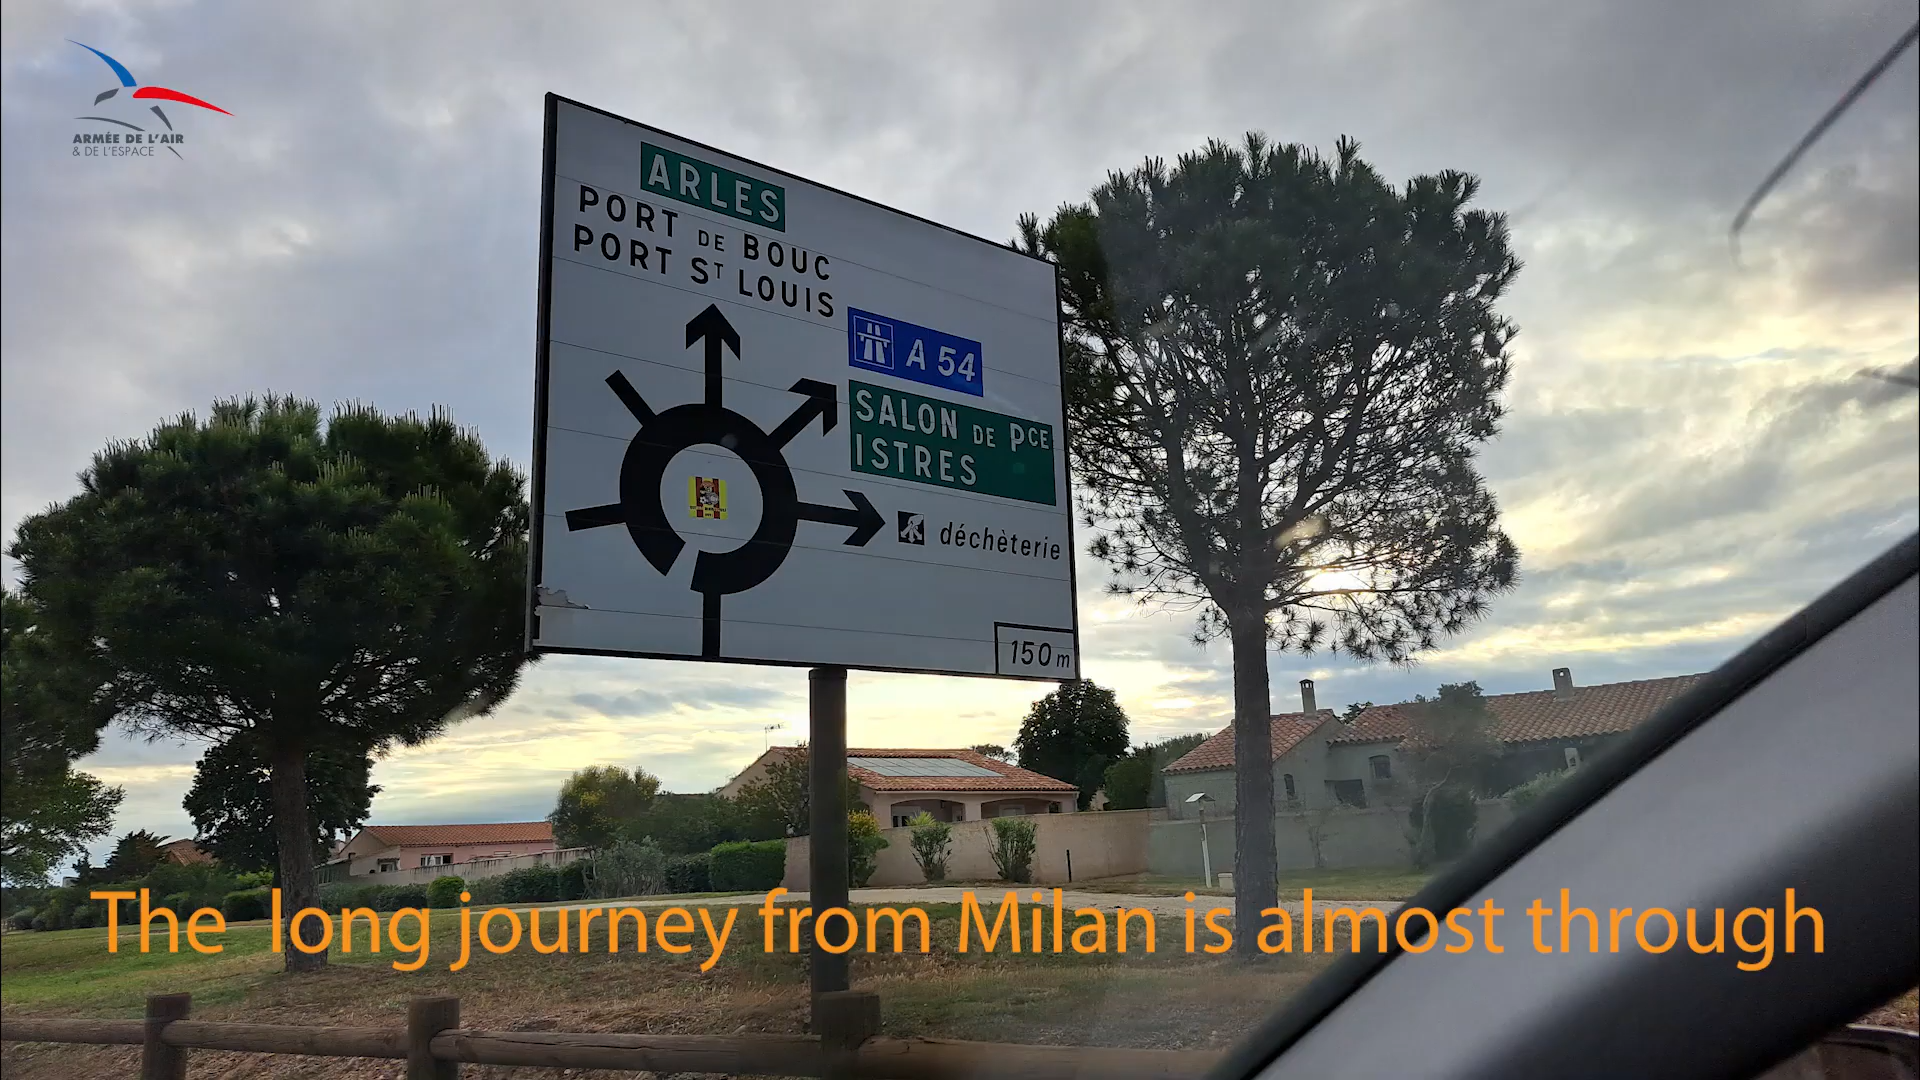 ARMÉE DE L'AIR
& DE L'ESPACE
ARLES
PORT DE BOUC
PORT ST LOUIS
A 54
SALON DE PCE
ISTRES
déchèterie
150 m
The long journey from Milan is almost through